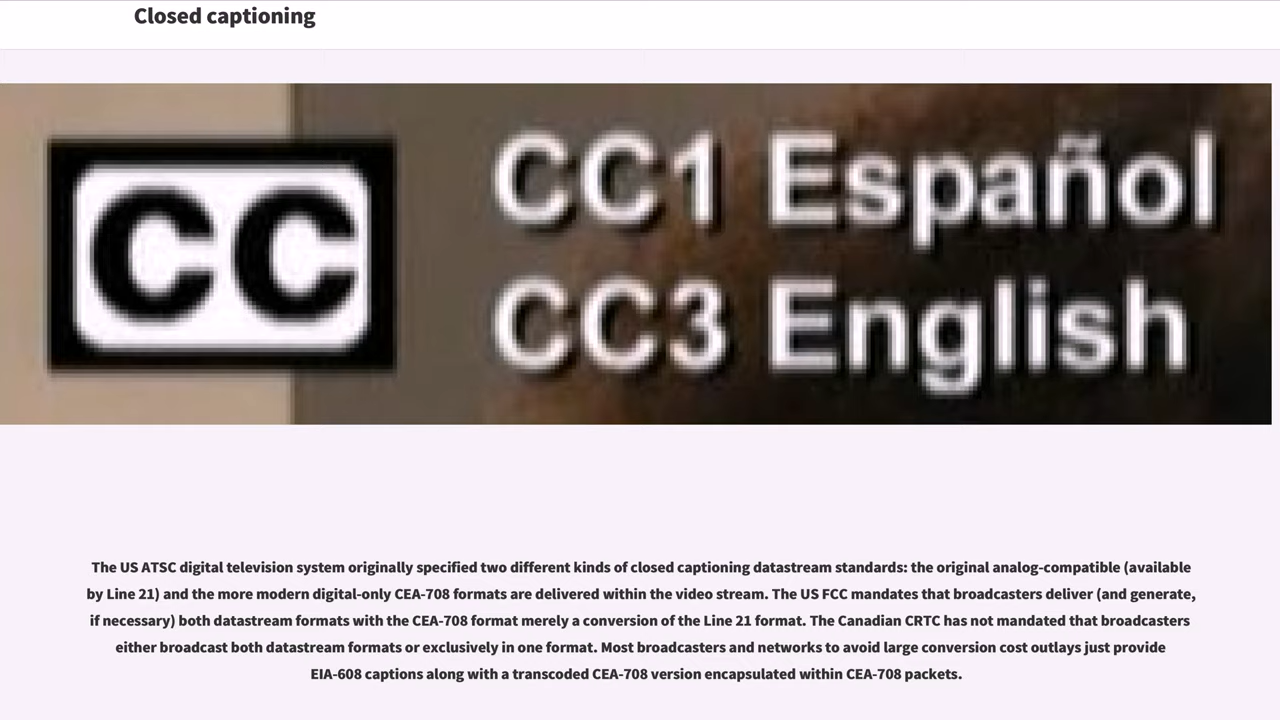 Closed captioning
CC
CC1 Español
CC3 English
The US ATSC digital television system originally specified two different kinds of closed captioning datastream standards: the original analog-compatible (available
by Line 21) and the more modern digital-only CEA-708 formats are delivered within the video stream. The US FCC mandates that broadcasters deliver (and generate,
if necessary) both datastream formats with the CEA-708 format merely a conversion of the Line 21 format. The Canadian CRTC has not mandated that broadcasters
either broadcast both datastream formats or exclusively in one format. Most broadcasters and networks to avoid large conversion cost outlays just provide
EIA-608 captions along with a transcoded CEA-708 version encapsulated within CEA-708 packets.